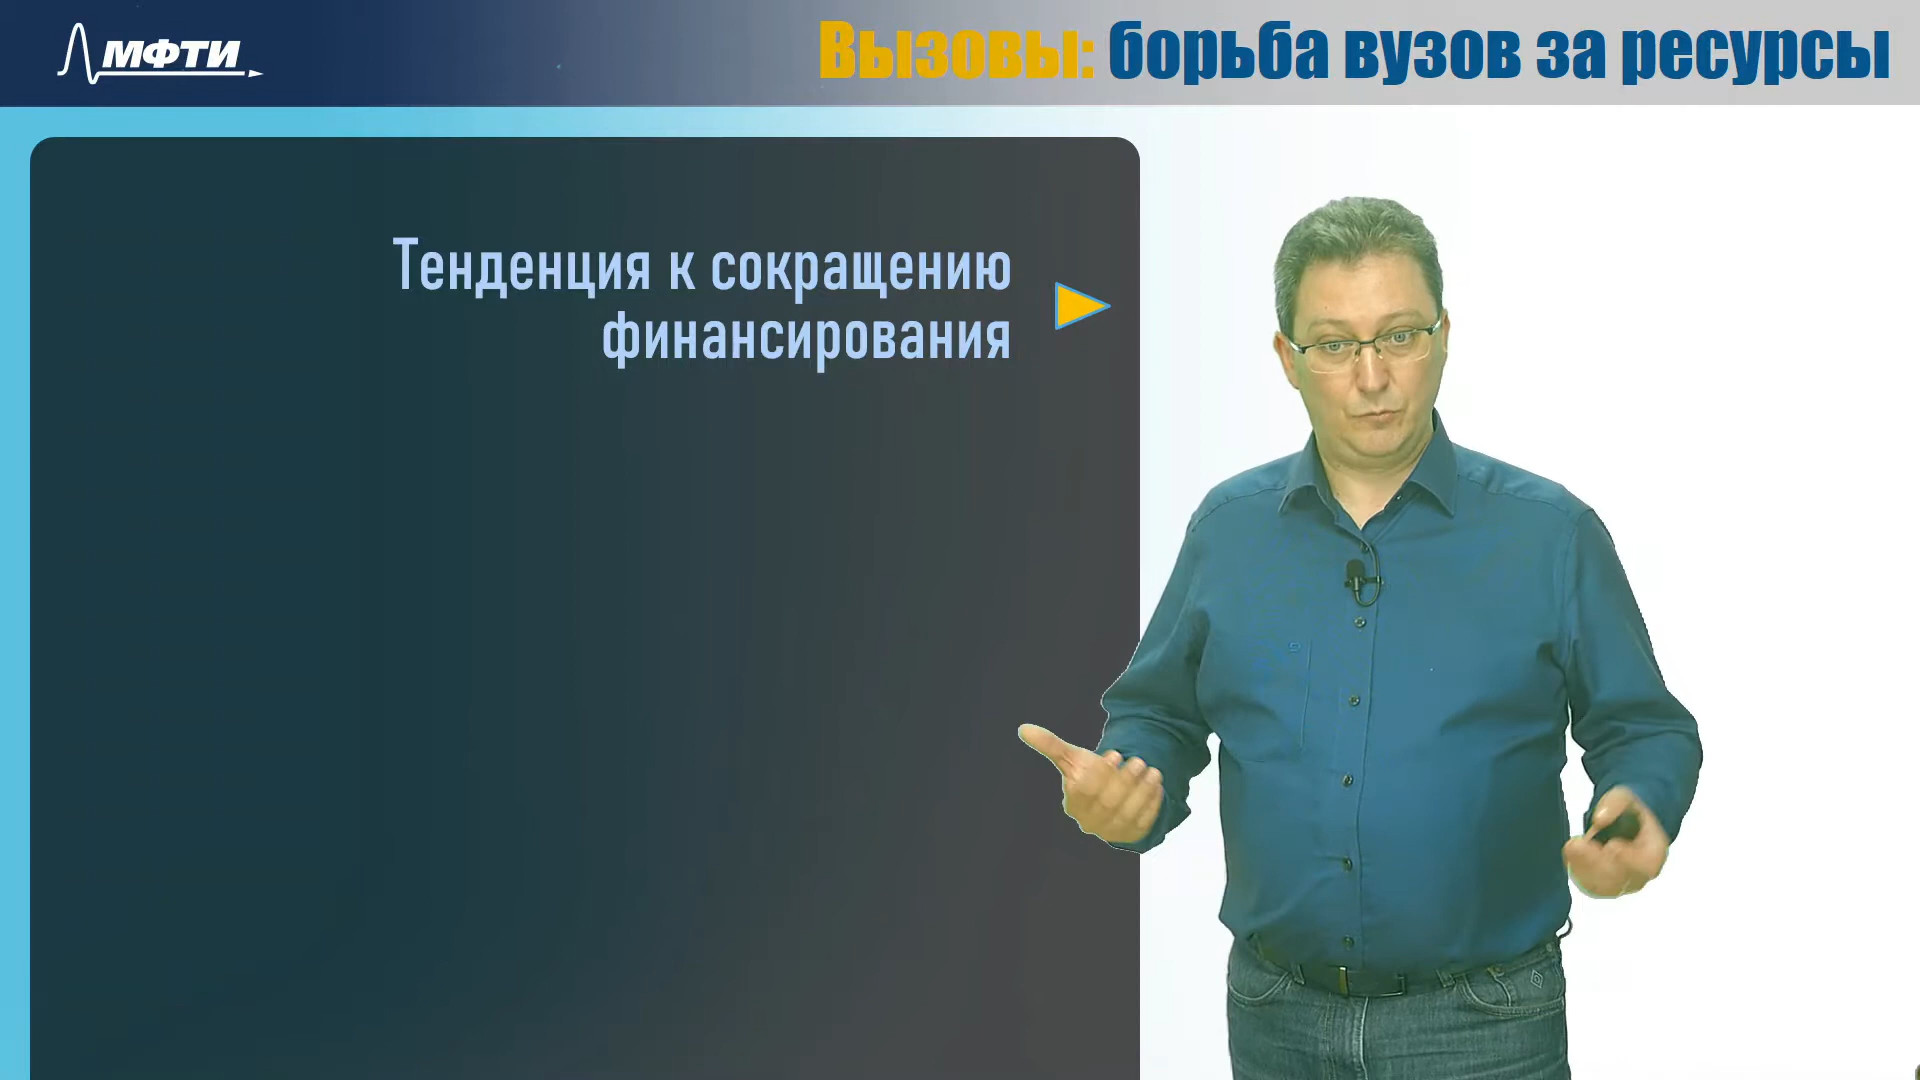 МФТИ
Вызовы: борьба вузов за ресурсы
Тенденция к сокращению
финансирования